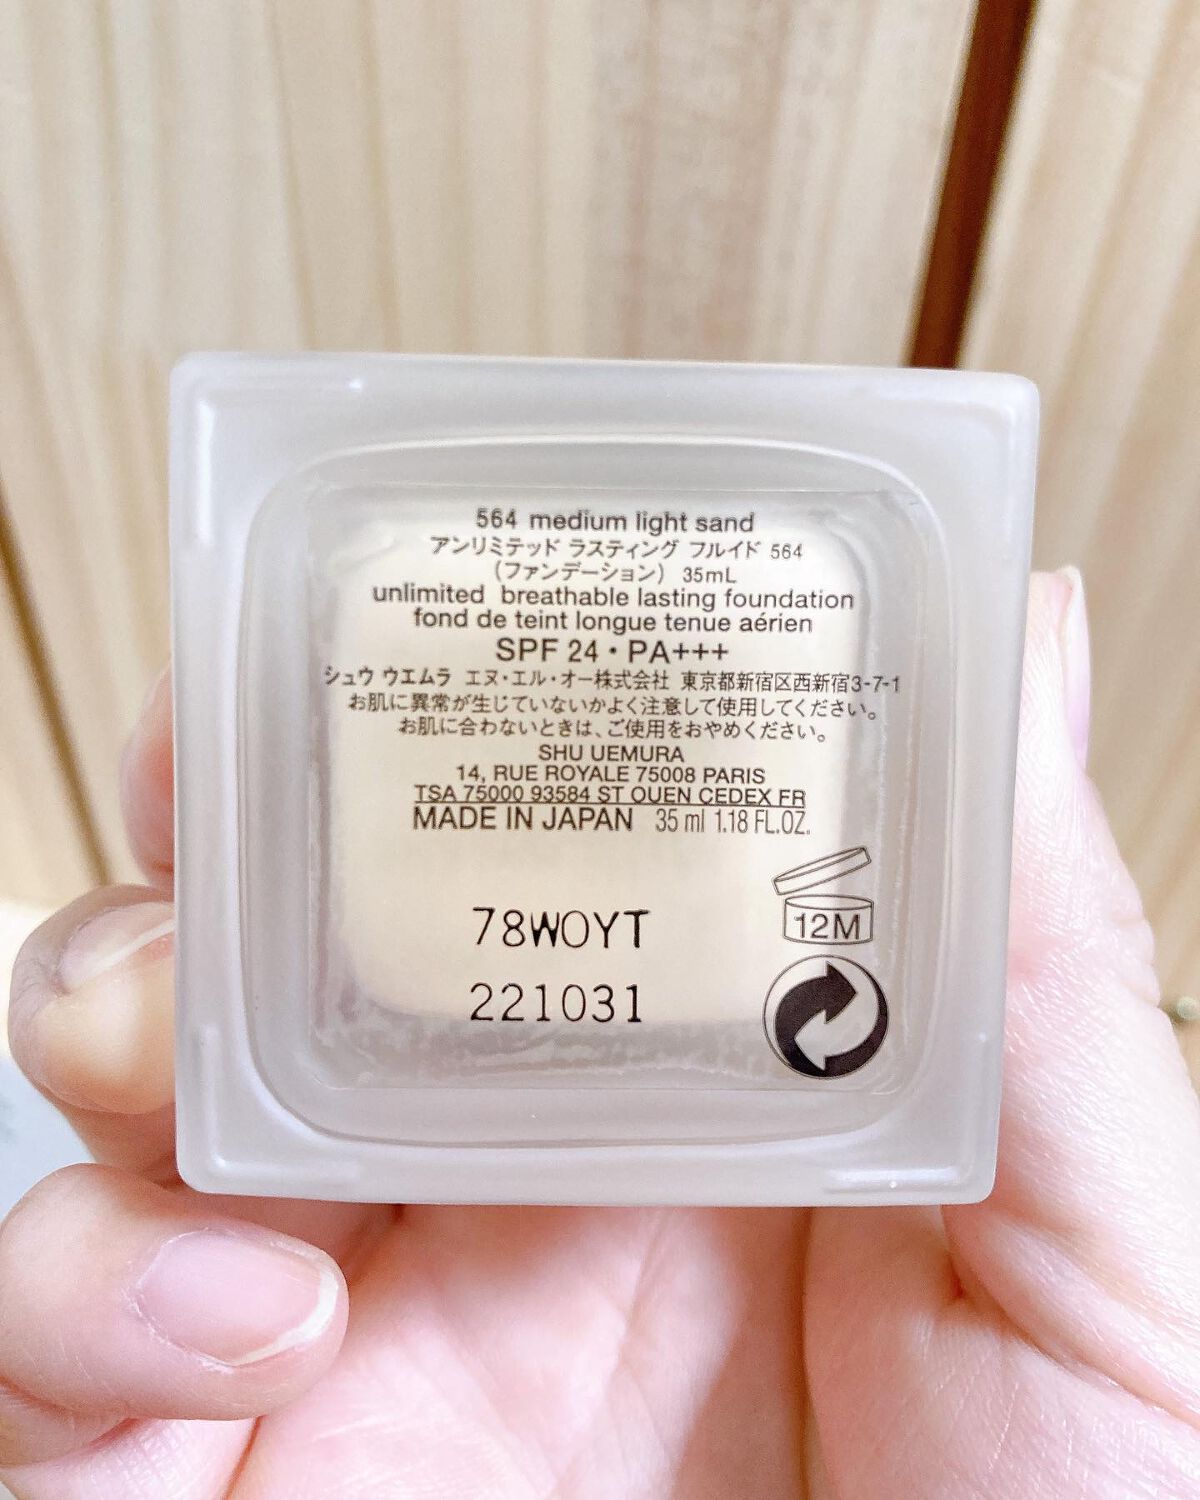 564 medium light sand
アンリミテッド ラスティング フルイド 564
(ファンデーション) 35mL
unlimited breathable lasting foundation
fond de teint longue tenue aérien
SPF 24・PA+++
シュウ ウエムラ エヌ・エル・オー株式会社 東京都新宿区西新宿3-7-1
お肌に異常が生じていないかよく注意して使用してください。
お肌に合わないときは、ご使用をおやめください。
SHU UEMURA
14, RUE ROYALE 75008 PARIS
TSA 75000 93584 ST OUEN CEDEX FR
MADE IN JAPAN 35 ml 1.18 FL.OZ.
12M
78W0YT
221031